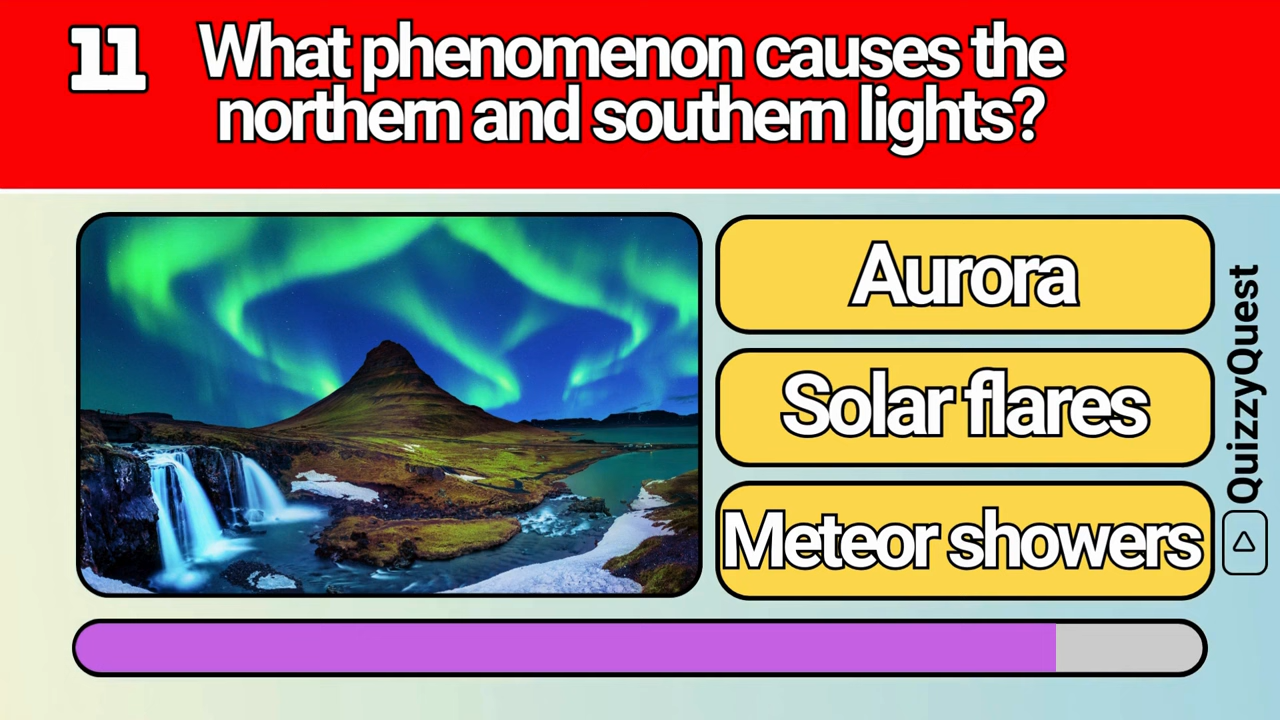 11
What phenomenon causes the
northern and southern lights?
Aurora
Solar flares
Meteor showers
QuizzyQuest